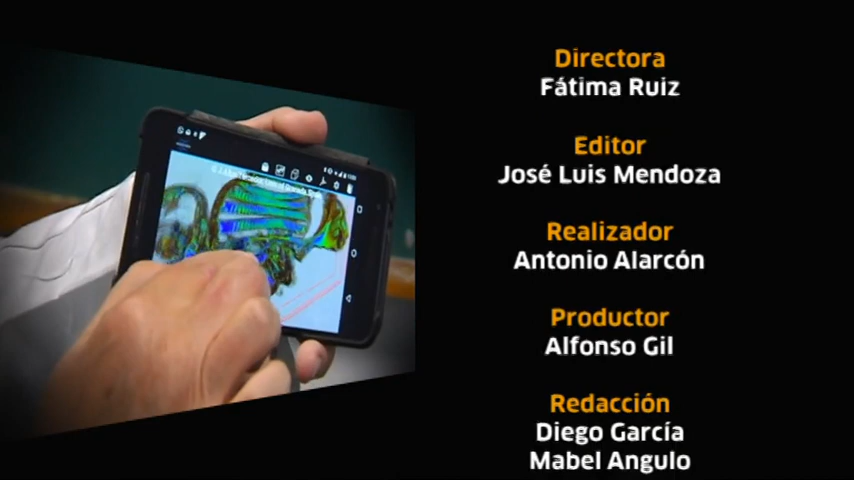 Directora
Fátima Ruiz
Editor
José Luis Mendoza
Realizador
Antonio Alarcón
Productor
Alfonso Gil
Redacción
Diego García
Mabel Angulo